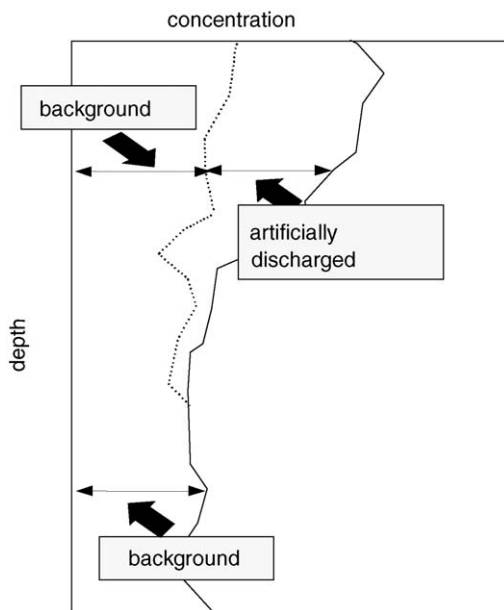 concentration
background
artificially
discharged
depth
background